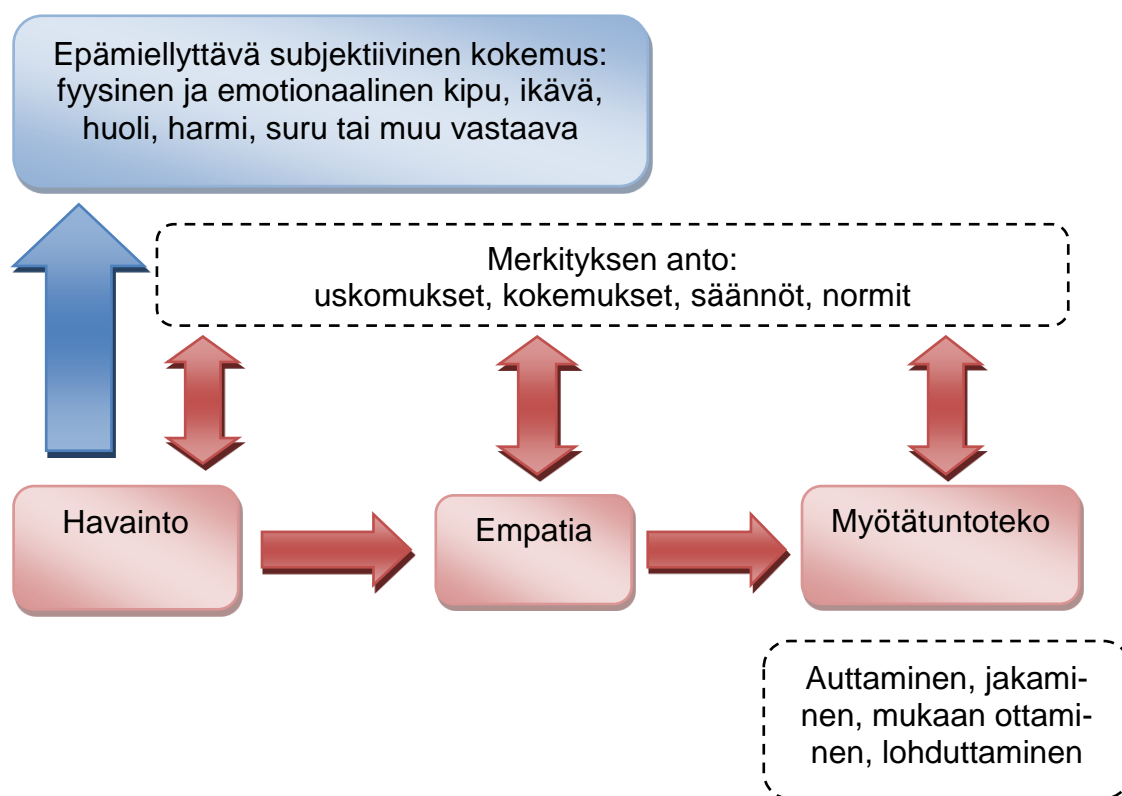 Epämiellyttävä subjektiivinen kokemus:
fyysinen ja emotionaalinen kipu, ikävä,
huoli, harmi, suru tai muu vastaava
Merkityksen anto:
uskomukset, kokemukset, säännöt, normit
Havainto
Empatia
Myötätuntoteko
Auttaminen, jakami-
nen, mukaan ottami-
nen, lohduttaminen